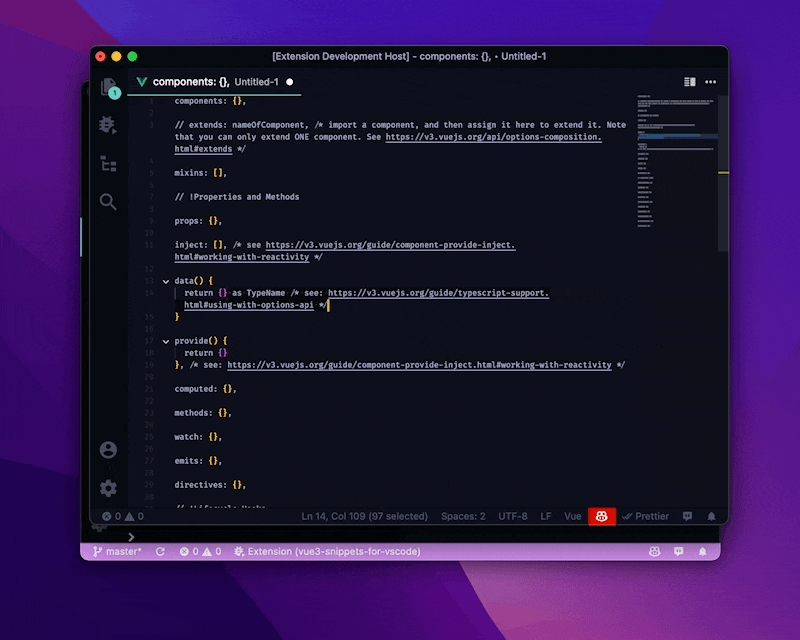 [Extension Development Host] - components: {}, • Untitled-1
components: {}, Untitled-1
1
1 components: {},
2
3 // extends: nameOfComponent, /* import a component, and then assign it here to extend it. Note
that you can only extend ONE component. See https://v3.vuejs.org/api/options-composition.
html#extends */
4
5 mixins: [],
6
7 // !Properties and Methods
8
9 props: {},
10
11 inject: [], /* see https://v3.vuejs.org/guide/component-provide-inject.
html#working-with-reactivity */
12
13 data() {
14 return {} as TypeName /* see: https://v3.vuejs.org/guide/typescript-support.
html#using-with-options-api */
15 }
16
17 provide() {
18 return {}
19 }, /* see: https://v3.vuejs.org/guide/component-provide-inject.html#working-with-reactivity */
20
21 computed: {},
22
23 methods: {},
24
25 watch: {},
26
27 emits: {},
28
29 directives: {},
0 0 Ln 14, Col 109 (97 selected) Spaces: 2 UTF-8 LF Vue Prettier
master* 0 0 Extension (vue3-snippets-for-vscode)